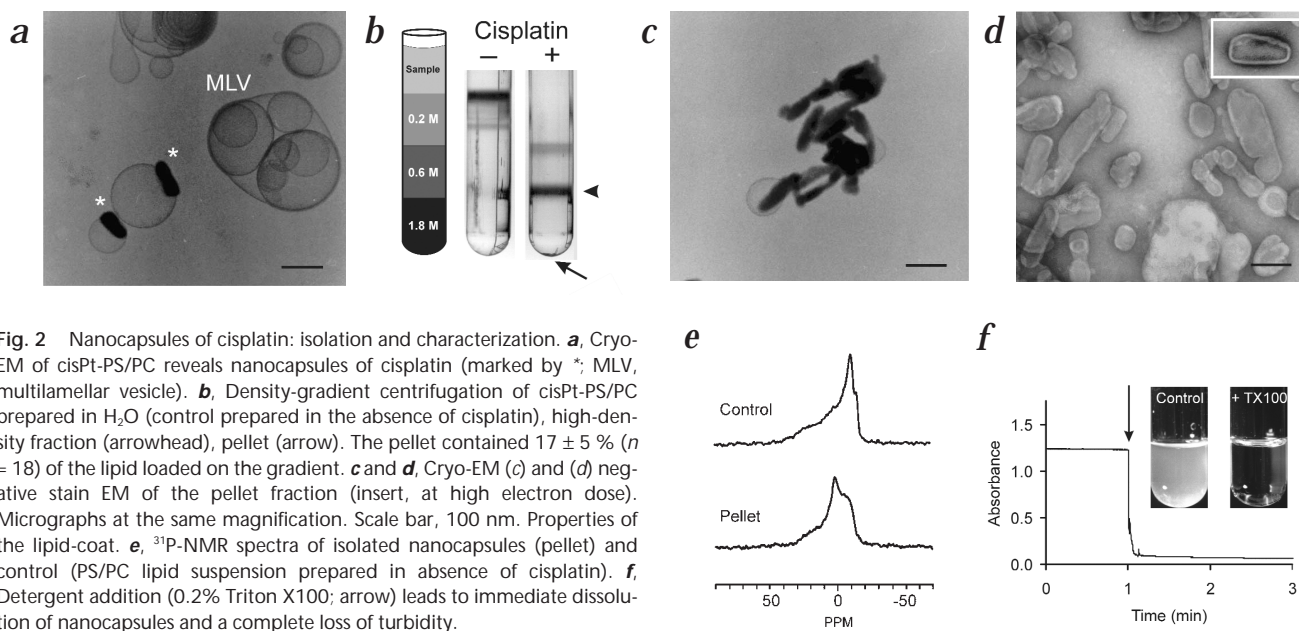 a
MLV
*
*
b
Cisplatin
– +
Sample
0.2 M
0.6 M
1.8 M
c
d
Fig. 2 Nanocapsules of cisplatin: isolation and characterization. a, Cryo-
EM of cisPt-PS/PC reveals nanocapsules of cisplatin (marked by *; MLV,
multilamellar vesicle). b, Density-gradient centrifugation of cisPt-PS/PC
prepared in H₂O (control prepared in the absence of cisplatin), high-den-
sity fraction (arrowhead), pellet (arrow). The pellet contained 17 ± 5 % (n
= 18) of the lipid loaded on the gradient. c and d, Cryo-EM (c) and (d) neg-
ative stain EM of the pellet fraction (insert, at high electron dose).
Micrographs at the same magnification. Scale bar, 100 nm. Properties of
the lipid-coat. e, ³¹P-NMR spectra of isolated nanocapsules (pellet) and
control (PS/PC lipid suspension prepared in absence of cisplatin). f,
Detergent addition (0.2% Triton X100; arrow) leads to immediate dissolu-
tion of nanocapsules and a complete loss of turbidity.
e
Control
Pellet
50 0 -50
PPM
f
Control + TX100
1.5
1.0
0.5
0.0
Absorbance
0 1 2 3
Time (min)